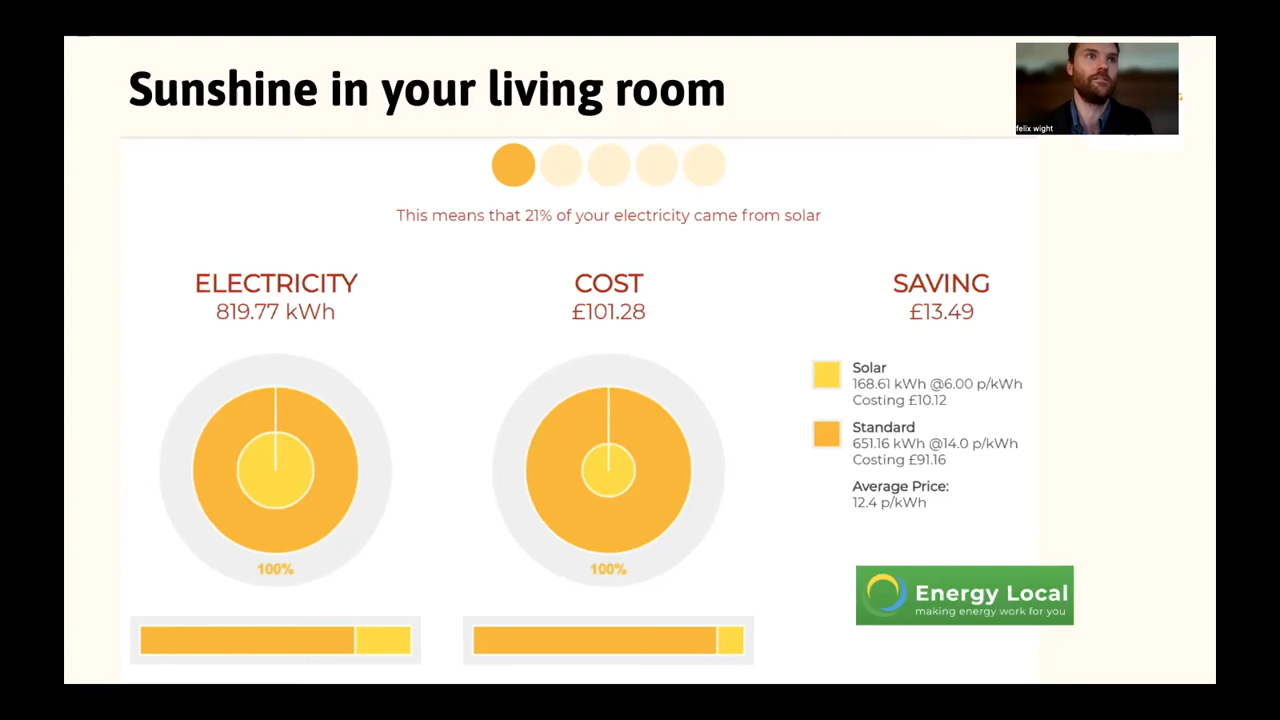 Sunshine in your living room
felix wight
This means that 21% of your electricity came from solar
ELECTRICITY
819.77 kWh
COST
£101.28
SAVING
£13.49
100%
100%
Solar
168.61 kWh @6.00 p/kWh
Costing £10.12
Standard
651.16 kWh @14.0 p/kWh
Costing £91.16
Average Price:
12.4 p/kWh
Energy Local
making energy work for you